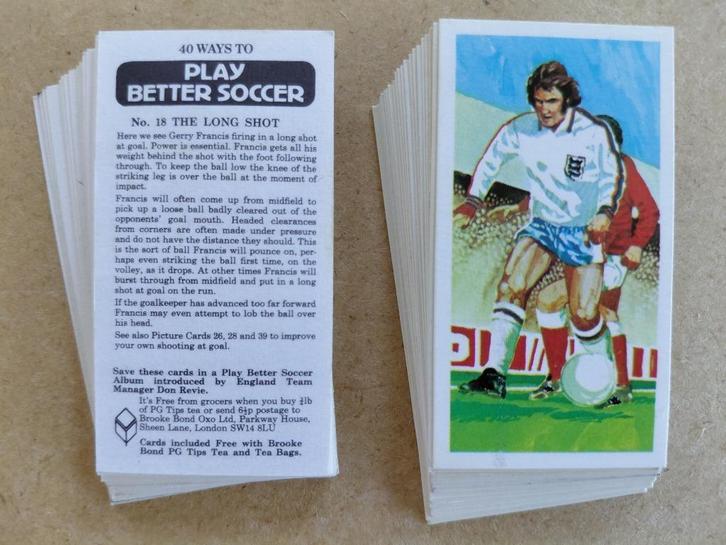 40 WAYS TO
PLAY
BETTER SOCCER
No. 18 THE LONG SHOT
Here we see Gerry Francis firing in a long shot
at goal. Power is essential. Francis gets all his
weight behind the shot with the foot following
through. To keep the ball low the knee of the
striking leg is over the ball at the moment of
impact.
Francis will often come up from midfield to
pick up a loose ball badly cleared out of the
opponents' goal mouth. Headed clearances
from corners are often made under pressure
and do not have the distance they should. This
is the sort of ball Francis will pounce on, per-
haps even striking the ball first time, on the
volley, as it drops. At other times Francis will
burst through from midfield and put in a long
shot at goal on the run.
If the goalkeeper has advanced too far forward
Francis may even attempt to lob the ball over
his head.
See also Picture Cards 26, 28 and 39 to improve
your own shooting at goal.
Save these cards in a Play Better Soccer
Album introduced by England Team
Manager Don Revie.
It's Free from grocers when you buy ¼lb
of PG Tips tea or send 6½p postage to
Brooke Bond Oxo Ltd, Parkway House,
Sheen Lane, London SW14 8LU
Cards included Free with Brooke
Bond PG Tips Tea and Tea Bags.